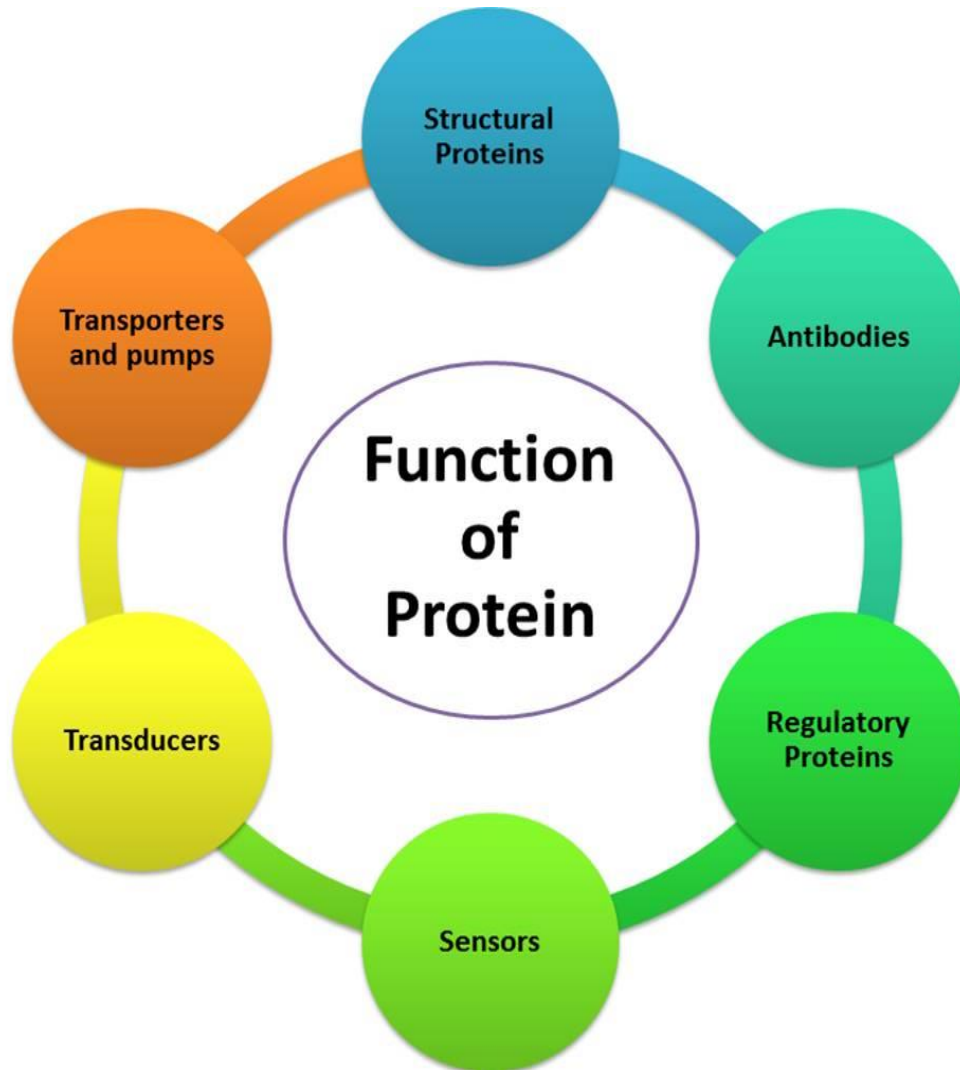 Function
of
Protein
Structural
Proteins
Antibodies
Regulatory
Proteins
Sensors
Transducers
Transporters
and pumps